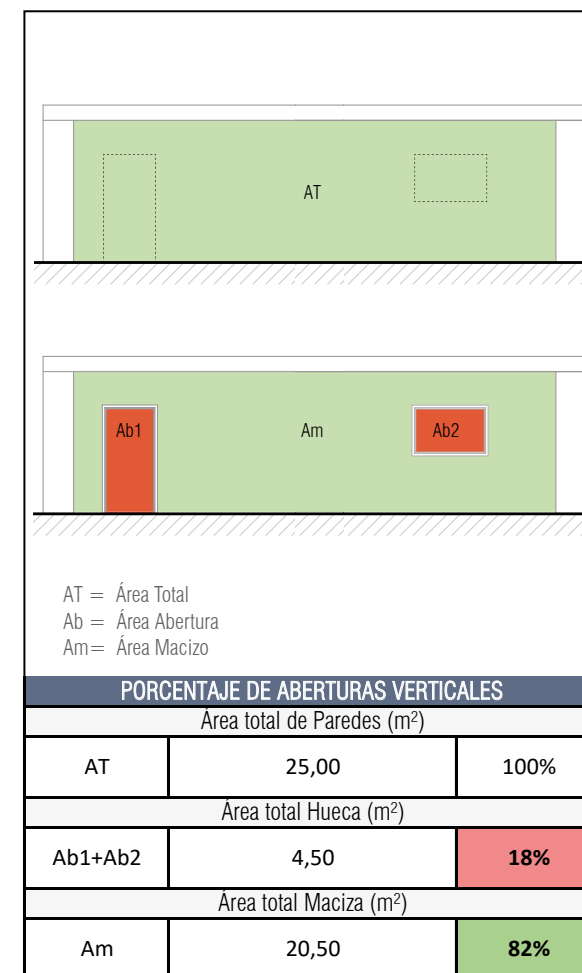 AT
Ab1 Am Ab2
AT = Área Total
Ab = Área Abertura
Am= Área Macizo
PORCENTAJE DE ABERTURAS VERTICALES
Área total de Paredes (m²)
AT 25,00 100%
Área total Hueca (m²)
Ab1+Ab2 4,50 18%
Área total Maciza (m²)
Am 20,50 82%